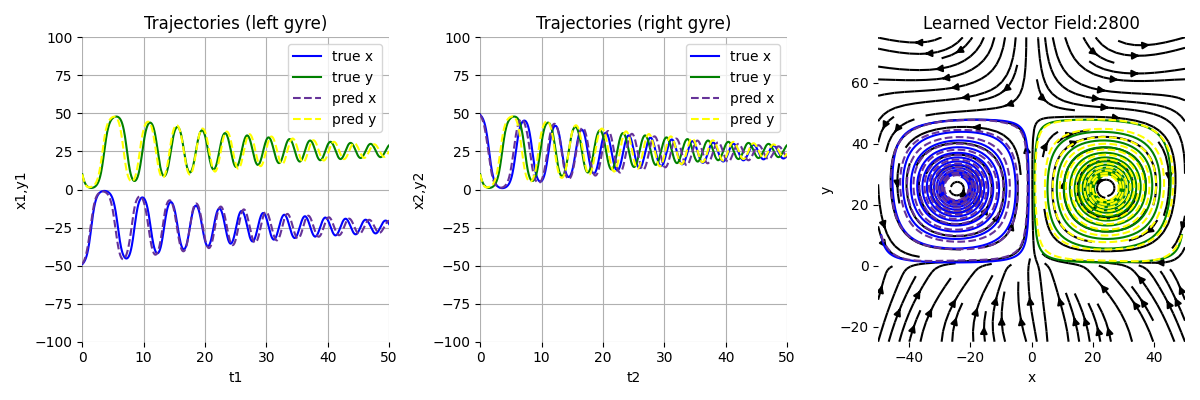 Trajectories (left gyre)
100
75
50
25
0
−25
−50
−75
−100
0 10 20 30 40 50
x1,y1
t1
true x
true y
pred x
pred y
Trajectories (right gyre)
100
75
50
25
0
−25
−50
−75
−100
0 10 20 30 40 50
x2,y2
t2
true x
true y
pred x
pred y
Learned Vector Field:2800
60
40
20
0
−20
−40 −20 0 20 40
y
x